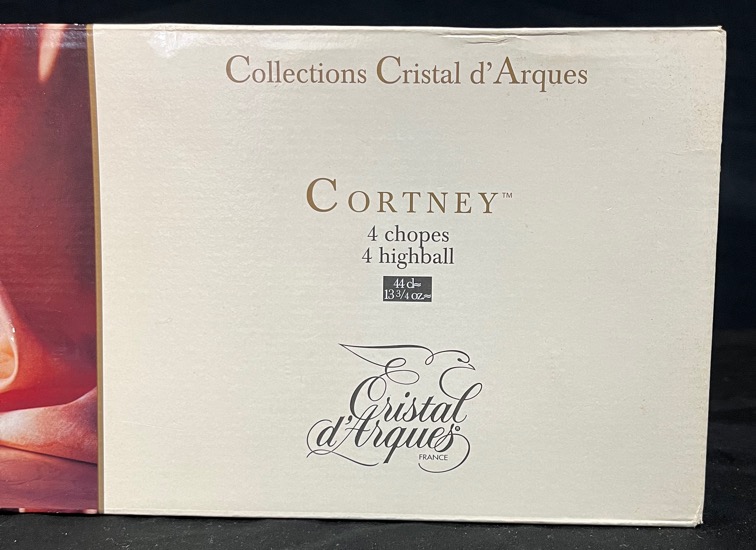 Collections Cristal d'Arques
CORTNEY™
4 chopes
4 highball
44 cl≈
13 3/4 oz.≈
Cristal
d'Arques®
FRANCE